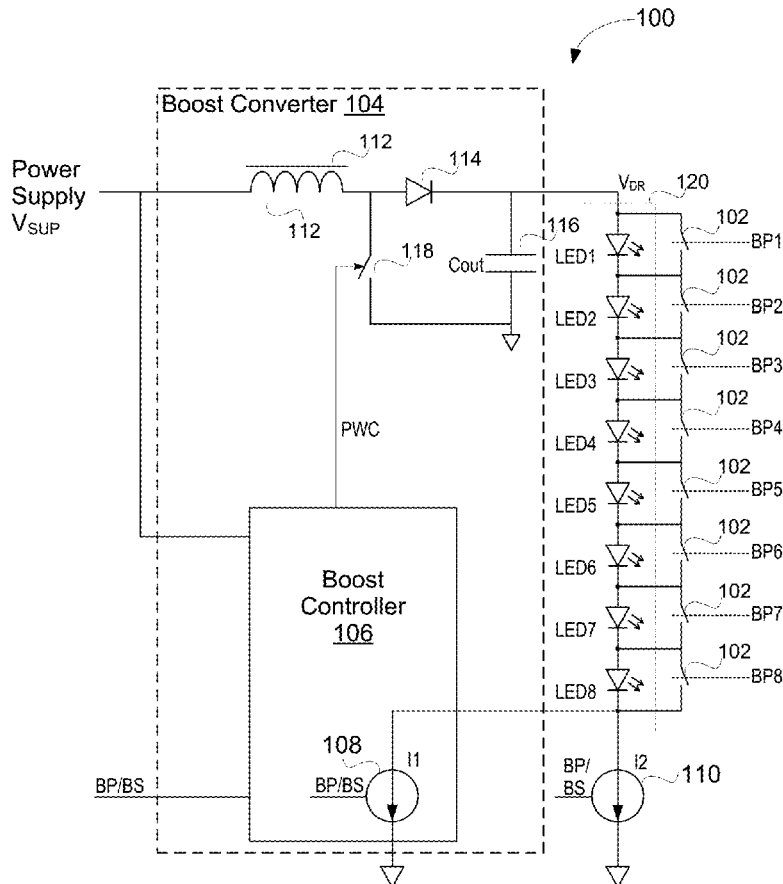 100
Boost Converter 104
112
114
Power
Supply
VSUP
112
118
116
Cout
VDR
120
102
BP1
LED1
102
BP2
LED2
102
BP3
LED3
102
BP4
LED4
102
BP5
LED5
102
BP6
LED6
102
BP7
LED7
102
BP8
LED8
PWC
Boost
Controller
106
108
I1
BP/BS
BP/BS
I2
BP/
BS
110